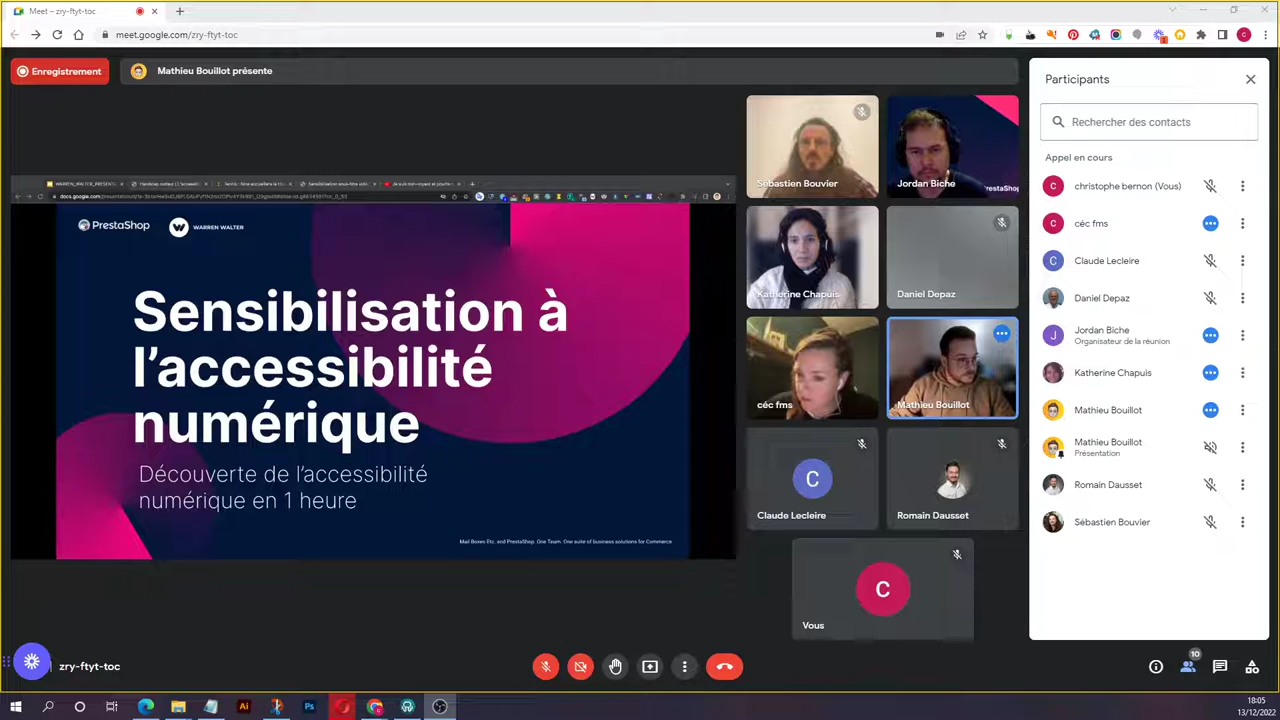 Meet – zry-ftyt-toc
meet.google.com/zry-ftyt-toc
Enregistrement
Mathieu Bouillot présente
PrestaShop
WARREN WALTER
Sensibilisation à
l'accessibilité
numérique
Découverte de l'accessibilité
numérique en 1 heure
Mail Boxes Etc. and PrestaShop. One Team. One suite of business solutions for Commerce
Sébastien Bouvier
Jordan Biche
PrestaShop
Katherine Chapuis
Daniel Depaz
céc fms
Mathieu Bouillot
C
Claude Lecleire
Romain Dausset
C
Vous
Participants
Rechercher des contacts
Appel en cours
C
christophe bernon (Vous)
C
céc fms
C
Claude Lecleire
Daniel Depaz
J
Jordan Biche
Organisateur de la réunion
Katherine Chapuis
Mathieu Bouillot
Mathieu Bouillot
Présentation
Romain Dausset
Sébastien Bouvier
zry-ftyt-toc
10
Ai
Ps
18:05
13/12/2022